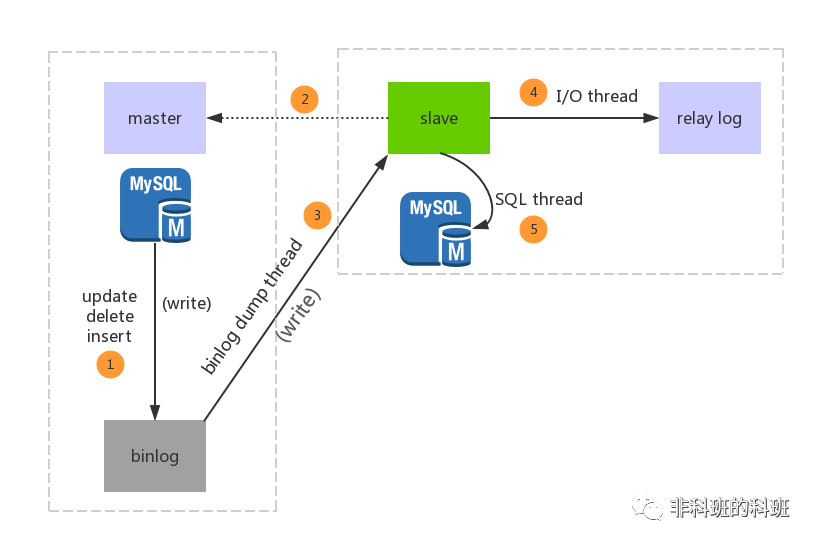 master
2
slave
4
I/O thread
relay log
MySQL
M
3
MySQL
M
SQL thread
5
update
delete
insert
(write)
1
binlog dump thread
(write)
binlog
非科班的科班